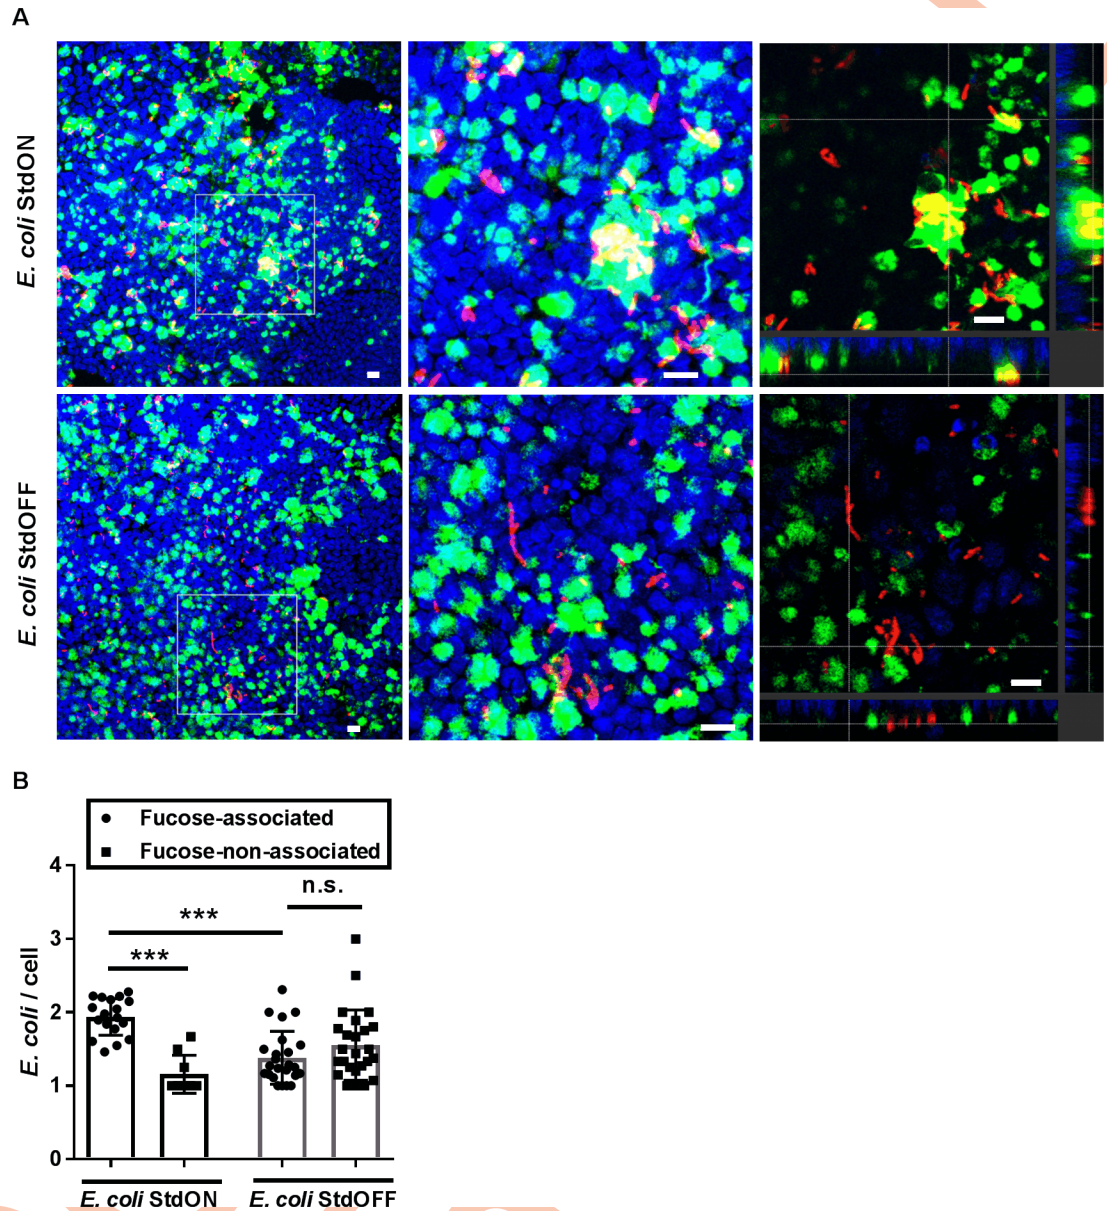 A
E. coli StdON
E. coli StdOFF
B
Fucose-associated
Fucose-non-associated
n.s.
***
***
E. coli / cell
4
3
2
1
0
E. coli StdON
E. coli StdOFF